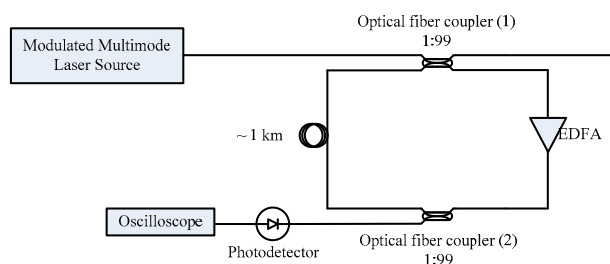 Optical fiber coupler (1)
1:99
Modulated Multimode
Laser Source
~ 1 km
EDFA
Oscilloscope
Photodetector
Optical fiber coupler (2)
1:99